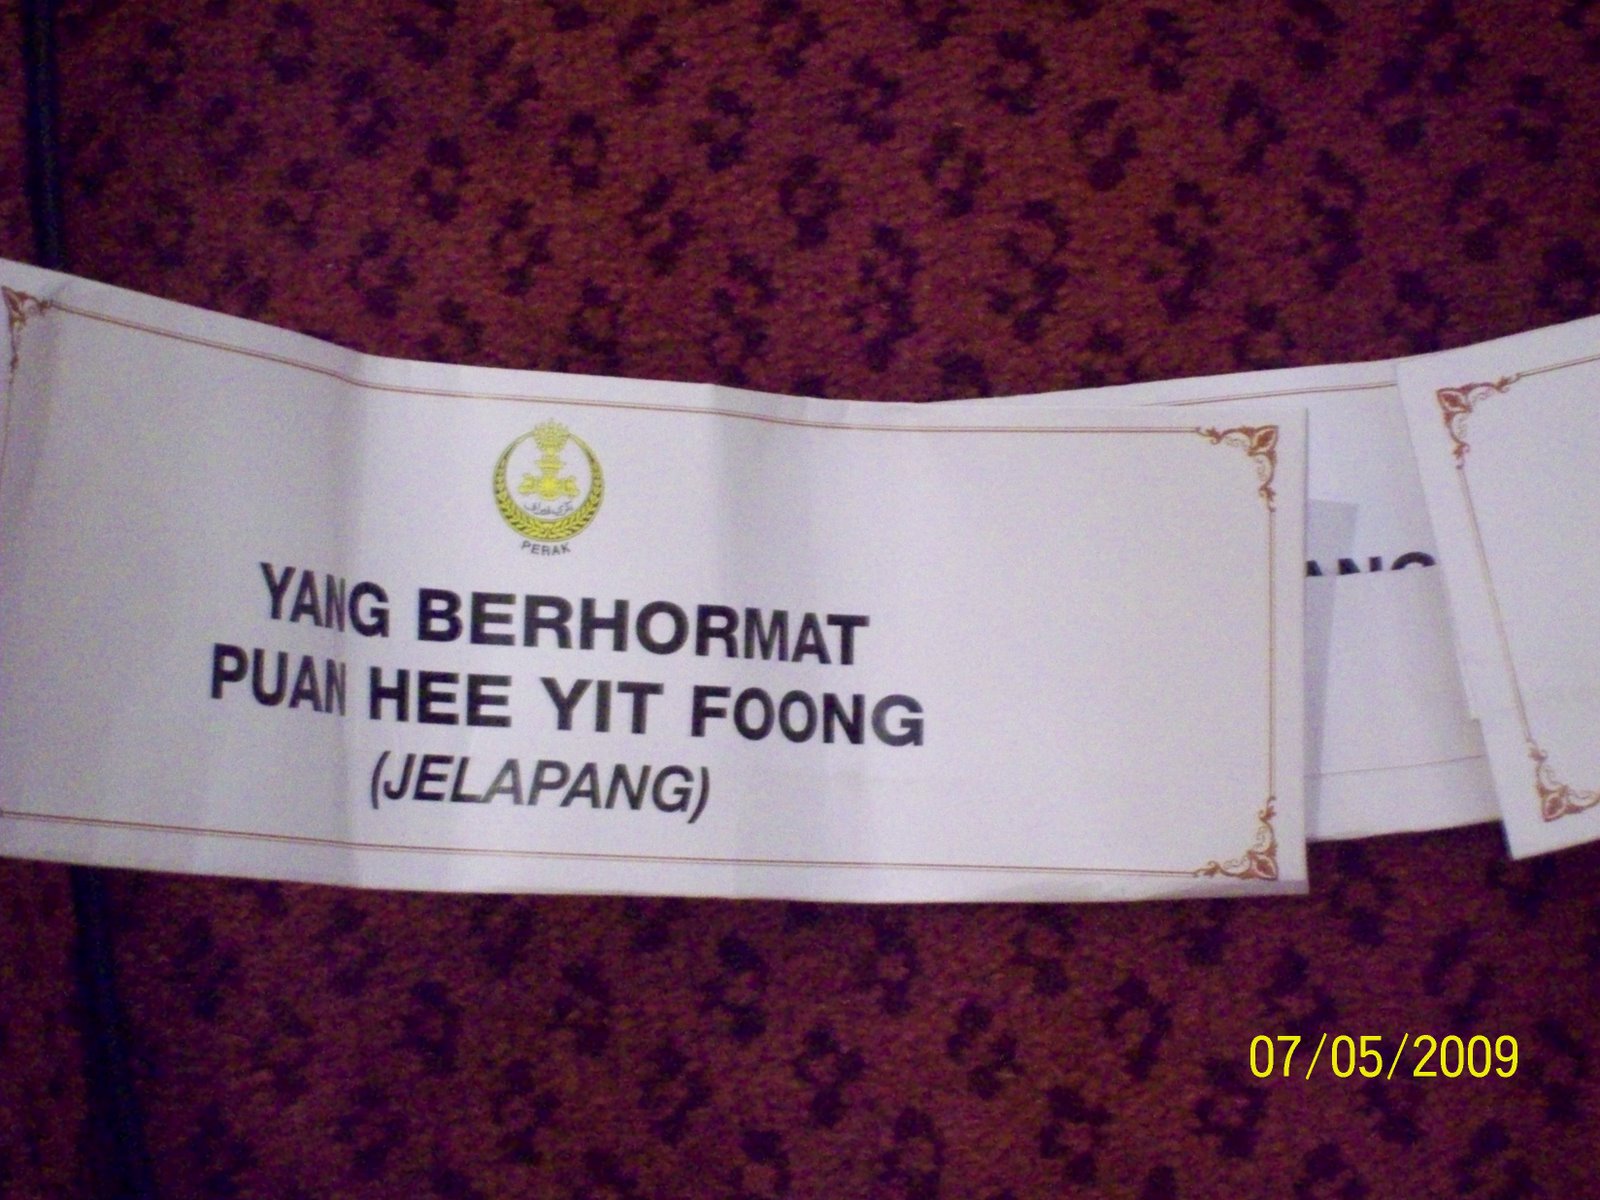 PERAK
YANG BERHORMAT
PUAN HEE YIT FOONG
(JELAPANG)
07/05/2009